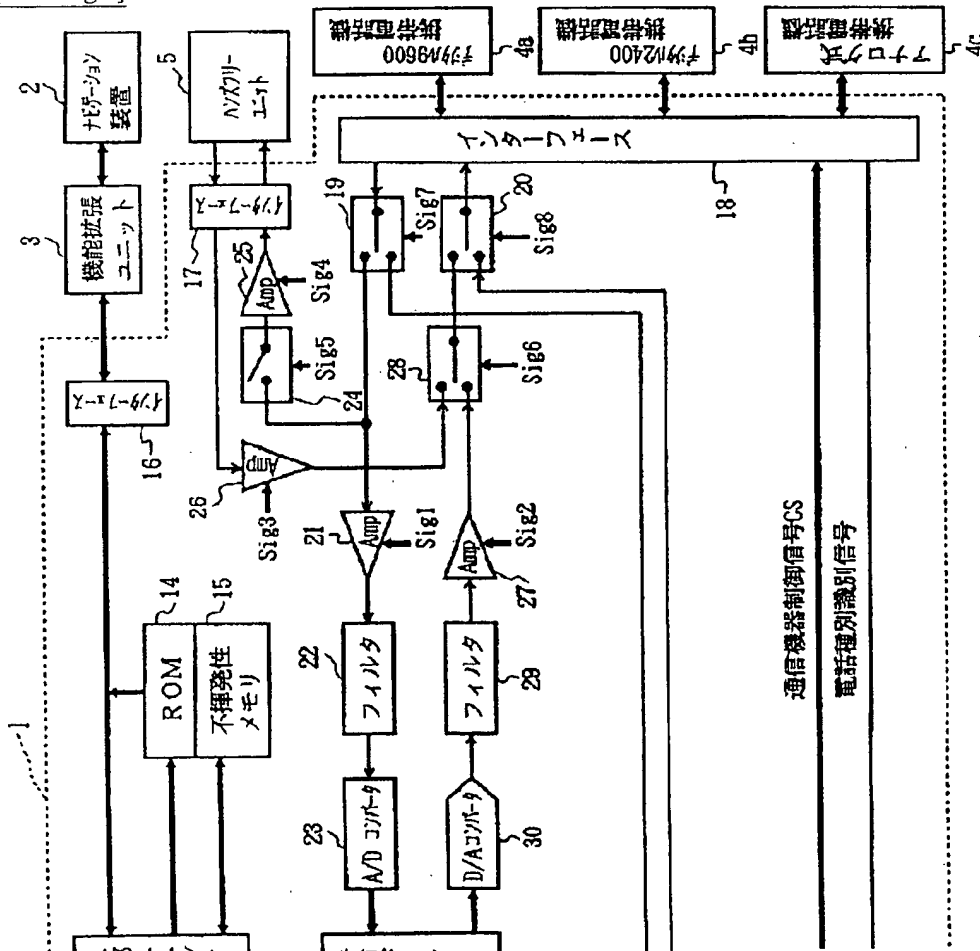 1
2
ナビゲーション
装置
3
機能拡張
ユニット
5
ハンズフリー
ユニット
デジタル9600
携帯電話機
4a
デジタル2400
携帯電話機
4b
アナログ式
携帯電話機
4c
インターフェース
16
インターフェース
17
インターフェース
18
19
Sig7
20
Sig8
Amp
25
Sig4
Sig5
24
28
Sig6
Amp
26
Sig3
21
Amp
Sig1
Amp
Sig2
27
ROM
14
不揮発性
メモリ
15
22
フィルタ
フィルタ
29
23
A/Dコンバータ
D/Aコンバータ
30
通信機器制御信号CS
電話種別識別信号